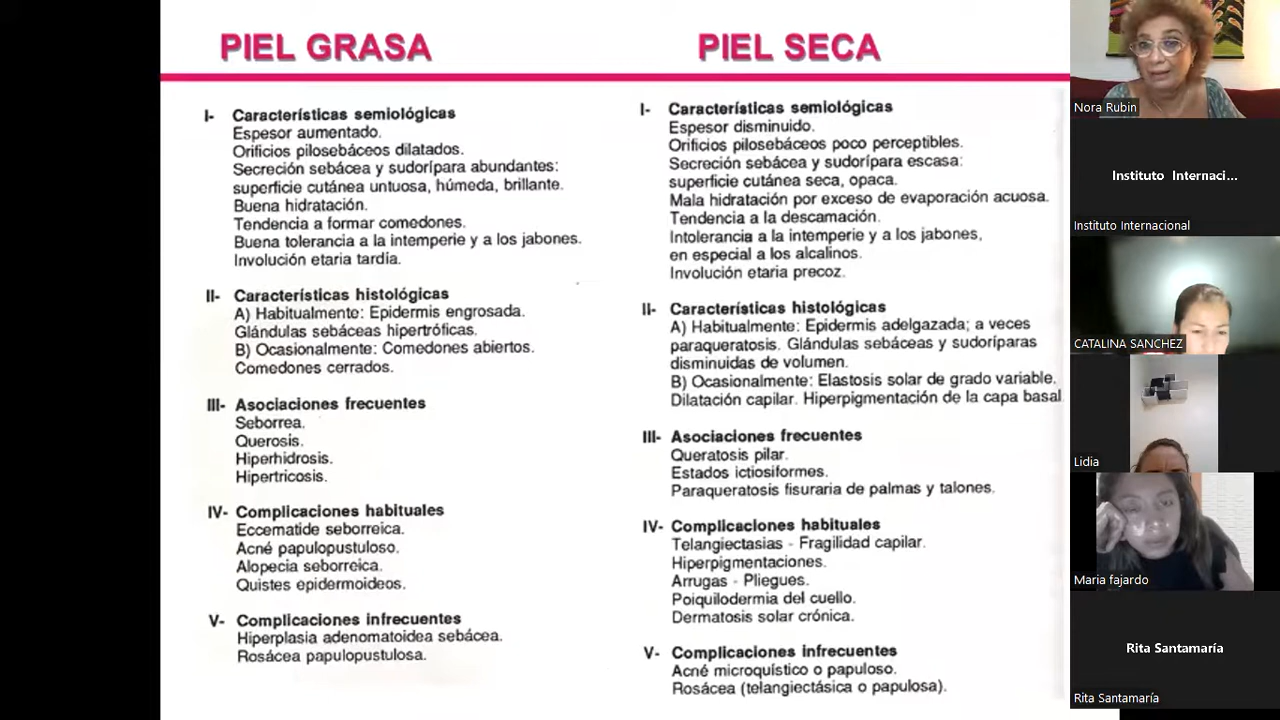 PIEL GRASA
I- Características semiológicas
Espesor aumentado.
Orificios pilosebáceos dilatados.
Secreción sebácea y sudorípara abundantes:
superficie cutánea untuosa, húmeda, brillante.
Buena hidratación.
Tendencia a formar comedones.
Buena tolerancia a la intemperie y a los jabones.
Involución etaria tardía.
II- Características histológicas
A) Habitualmente: Epidermis engrosada.
Glándulas sebáceas hipertróficas.
B) Ocasionalmente: Comedones abiertos.
Comedones cerrados.
III- Asociaciones frecuentes
Seborrea.
Querosis.
Hiperhidrosis.
Hipertricosis.
IV- Complicaciones habituales
Eccematide seborreica.
Acné papulopustuloso.
Alopecia seborreica.
Quistes epidermoideos.
V- Complicaciones infrecuentes
Hiperplasia adenomatoidea sebácea.
Rosácea papulopustulosa.
PIEL SECA
I- Características semiológicas
Espesor disminuido.
Orificios pilosebáceos poco perceptibles.
Secreción sebácea y sudorípara escasa:
superficie cutánea seca, opaca.
Mala hidratación por exceso de evaporación acuosa.
Tendencia a la descamación.
Intolerancia a la intemperie y a los jabones,
en especial a los alcalinos.
Involución etaria precoz.
II- Características histológicas
A) Habitualmente: Epidermis adelgazada; a veces
paraqueratosis. Glándulas sebáceas y sudoríparas
disminuidas de volumen.
B) Ocasionalmente: Elastosis solar de grado variable.
Dilatación capilar. Hiperpigmentación de la capa basal
III- Asociaciones frecuentes
Queratosis pilar.
Estados ictiosiformes.
Paraqueratosis fisuraria de palmas y talones.
IV- Complicaciones habituales
Telangiectasias - Fragilidad capilar.
Hiperpigmentaciones.
Arrugas - Pliegues.
Poiquilodermia del cuello.
Dermatosis solar crónica.
V- Complicaciones infrecuentes
Acné microquístico o papuloso.
Rosácea (telangiectásica o papulosa).
Nora Rubin
Instituto Internaci...
Instituto Internacional
CATALINA SANCHEZ
Lidia
Maria fajardo
Rita Santamaría
Rita Santamaría